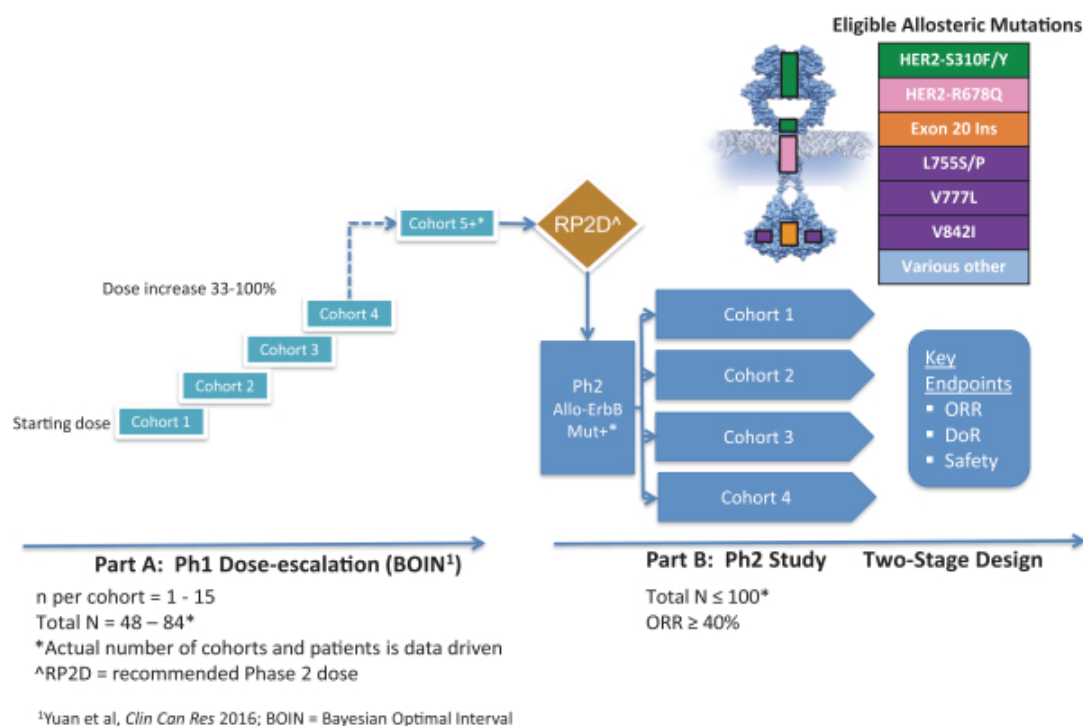 Eligible Allosteric Mutations
HER2-S310F/Y
HER2-R678Q
Exon 20 Ins
L755S/P
V777L
V842I
Various other
Cohort 5+*
RP2D^
Dose increase 33-100%
Cohort 4
Cohort 3
Cohort 2
Starting dose
Cohort 1
Ph2
Allo-ErbB
Mut+*
Cohort 1
Cohort 2
Cohort 3
Cohort 4
Key
Endpoints
▪ ORR
▪ DoR
▪ Safety
Part A: Ph1 Dose-escalation (BOIN¹)
n per cohort = 1 - 15
Total N = 48 – 84*
*Actual number of cohorts and patients is data driven
^RP2D = recommended Phase 2 dose
¹Yuan et al, Clin Can Res 2016; BOIN = Bayesian Optimal Interval
Part B: Ph2 Study Two-Stage Design
Total N ≤ 100*
ORR ≥ 40%